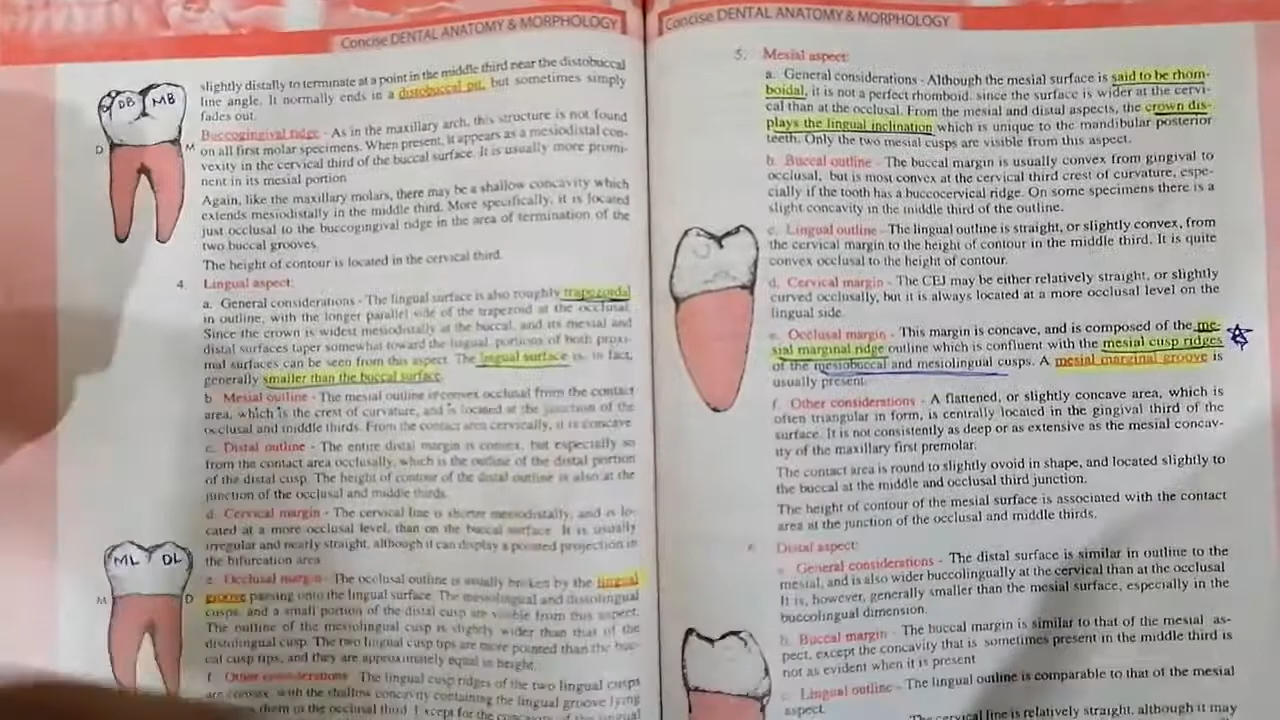 Concise DENTAL ANATOMY & MORPHOLOGY
slightly distally to terminate at a point in the middle third near the distobuccal
line angle. It normally ends in a distobuccal pit, but sometimes simply
fades out.
Buccogingival ridge - As in the maxillary arch, this structure is not found
on all first molar specimens. When present, it appears as a mesiodistal con-
vexity in the cervical third of the buccal surface. It is usually more promi-
nent in its mesial portion
Again, like the maxillary molars, there may be a shallow concavity which
extends mesiodistally in the middle third. More specifically, it is located
just occlusal to the buccogingival ridge in the area of termination of the
two buccal grooves.
The height of contour is located in the cervical third.
DB MB
D M
4. Lingual aspect:
a. General considerations - The lingual surface is also roughly trapezoidal
in outline, with the longer parallel side of the trapezoid at the occlusal.
Since the crown is widest mesiodistally at the buccal, and its mesial and
distal surfaces taper somewhat toward the lingual, portions of both proxi-
mal surfaces can be seen from this aspect. The lingual surface is, in fact,
generally smaller than the buccal surface.
b. Mesial outline - The mesial outline is convex occlusal from the contact
area, which is the crest of curvature, and is located at the junction of the
occlusal and middle thirds. From the contact area cervically, it is concave
c. Distal outline - The entire distal margin is convex, but especially so
from the contact area occlusally, which is the outline of the distal portion
of the distal cusp. The height of contour of the distal outline is also at the
junction of the occlusal and middle thirds.
d. Cervical margin - The cervical line is shorter mesiodistally, and is lo-
cated at a more occlusal level, than on the buccal surface. It is usually
irregular and nearly straight, although it can display a pointed projection in
the bifurcation area
e. Occlusal margin - The occlusal outline is usually broken by the lingual
groove passing onto the lingual surface. The mesiolingual and distolingual
cusps, and a small portion of the distal cusp are visible from this aspect.
The outline of the mesiolingual cusp is slightly wider than that of the
distolingual cusp. The two lingual cusp tips are more pointed than the buc-
cal cusp tips, and they are approximately equal in height.
f. Other considerations - The lingual cusp ridges of the two lingual cusps
are convex, with the shallow concavity containing the lingual groove lying
them in the occlusal third. Except for the
ML DL
M D
Concise DENTAL ANATOMY & MORPHOLOGY
5. Mesial aspect:
a. General considerations - Although the mesial surface is said to be rhom-
boidal, it is not a perfect rhomboid, since the surface is wider at the cervi-
cal than at the occlusal. From the mesial and distal aspects, the crown dis-
plays the lingual inclination which is unique to the mandibular posterior
teeth. Only the two mesial cusps are visible from this aspect.
b. Buccal outline - The buccal margin is usually convex from gingival to
occlusal, but is most convex at the cervical third crest of curvature, espe-
cially if the tooth has a buccocervical ridge. On some specimens there is a
slight concavity in the middle third of the outline.
c. Lingual outline - The lingual outline is straight, or slightly convex, from
the cervical margin to the height of contour in the middle third. It is quite
convex occlusal to the height of contour.
d. Cervical margin - The CEJ may be either relatively straight, or slightly
curved occlusally, but it is always located at a more occlusal level on the
lingual side.
e. Occlusal margin - This margin is concave, and is composed of the me-
sial marginal ridge outline which is confluent with the mesial cusp ridges
of the mesiobuccal and mesiolingual cusps. A mesial marginal groove is
usually present.
f. Other considerations - A flattened, or slightly concave area, which is
often triangular in form, is centrally located in the gingival third of the
surface. It is not consistently as deep or as extensive as the mesial concav-
ity of the maxillary first premolar.
The contact area is round to slightly ovoid in shape, and located slightly to
the buccal at the middle and occlusal third junction.
The height of contour of the mesial surface is associated with the contact
area at the junction of the occlusal and middle thirds.
Distal aspect:
General considerations - The distal surface is similar in outline to the
mesial, and is also wider buccolingually at the cervical than at the occlusal
It is, however, generally smaller than the mesial surface, especially in the
buccolingual dimension.
b. Buccal margin - The buccal margin is similar to that of the mesial as-
pect, except the concavity that is sometimes present in the middle third is
not as evident when it is present
c. Lingual outline - The lingual outline is comparable to that of the mesial
aspect.
The cervical line is relatively straight, although it may